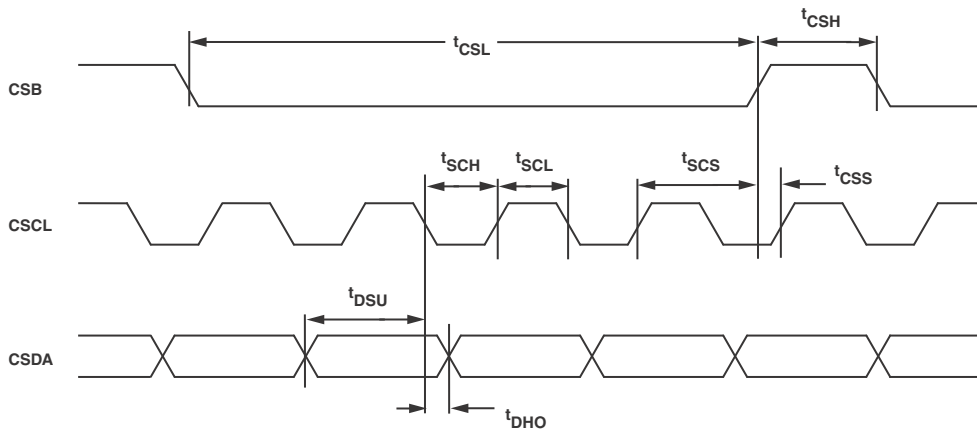 tCSL
tCSH
CSB
tSCH
tSCL
tSCS
tCSS
CSCL
tDSU
CSDA
tDHO